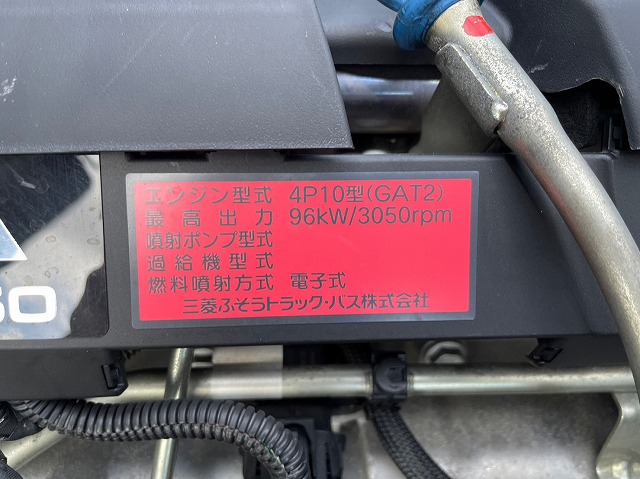 エンジン型式 4P10型(GAT2)
最高出力 96kW/3050rpm
噴射ポンプ型式
過給機型式
燃料噴射方式 電子式
三菱ふそうトラック・バス株式会社